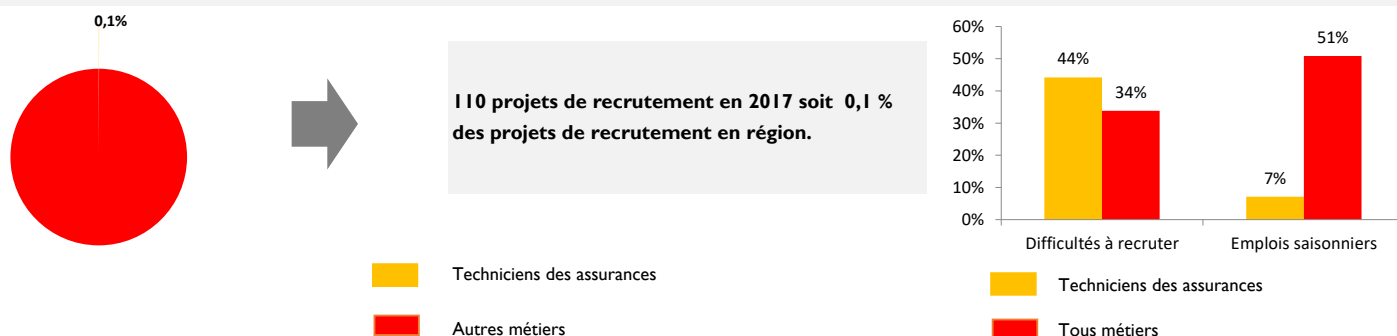 0,1%
110 projets de recrutement en 2017 soit 0,1 %
des projets de recrutement en région.
Techniciens des assurances
Autres métiers
60%
50%
40%
30%
20%
10%
0%
44%
34%
7%
51%
Difficultés à recruter
Emplois saisonniers
Techniciens des assurances
Tous métiers